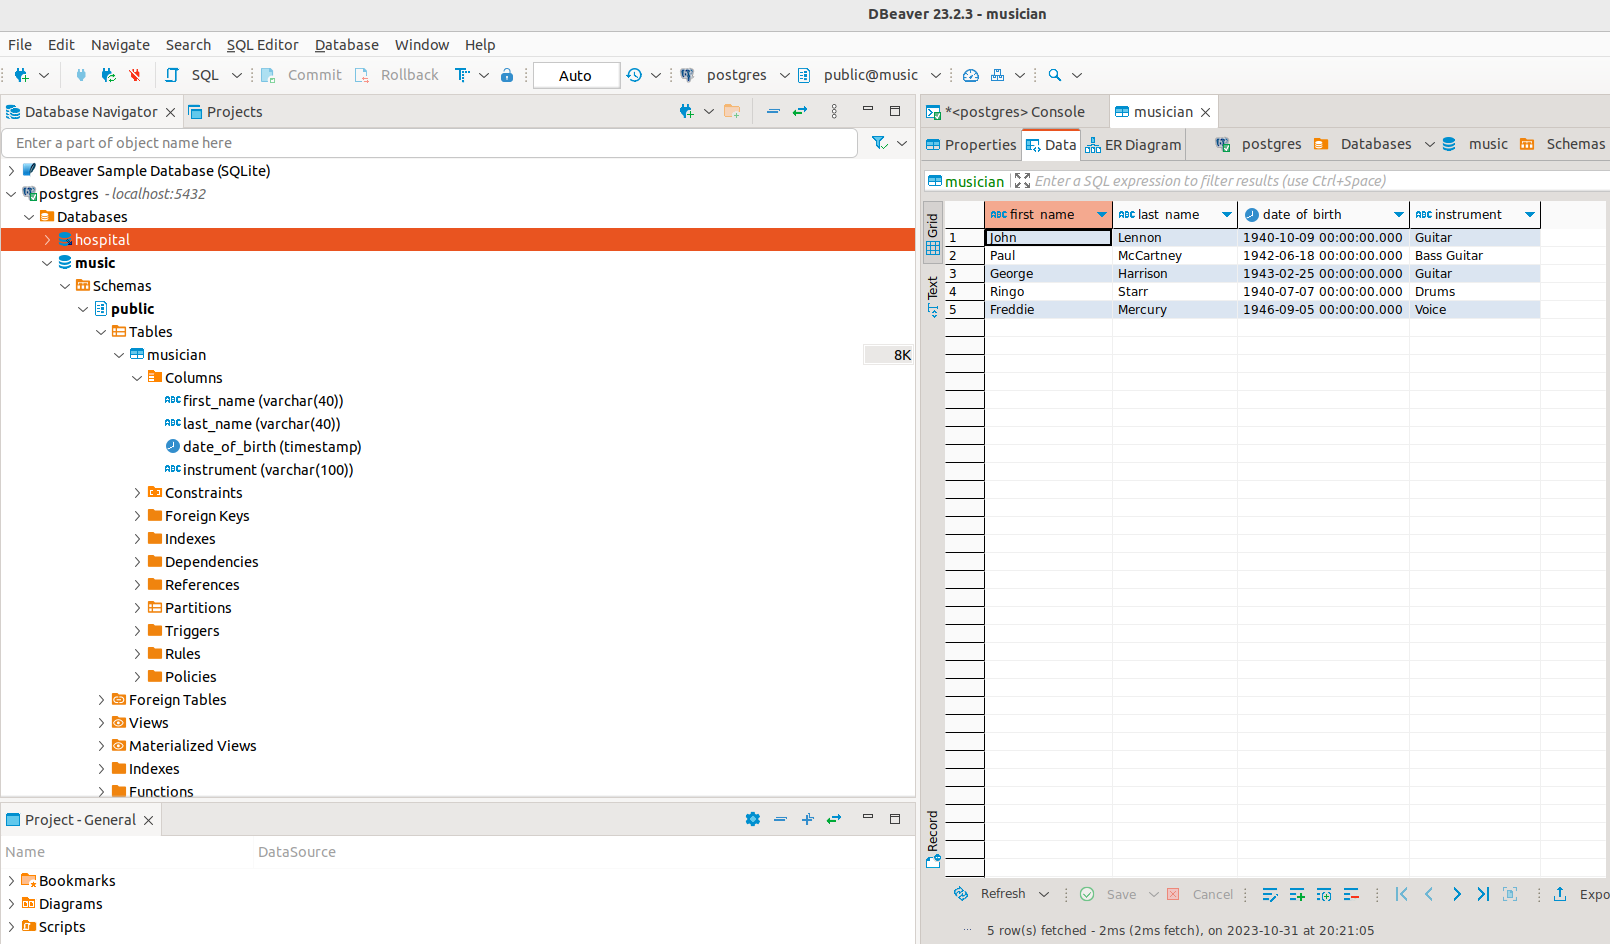 DBeaver 23.2.3 - musician
File Edit Navigate Search SQL Editor Database Window Help
SQL Commit Rollback Auto postgres public@music
Database Navigator Projects
Enter a part of object name here
DBeaver Sample Database (SQLite)
postgres - localhost:5432
Databases
hospital
music
Schemas
public
Tables
musician 8K
Columns
ABC first_name (varchar(40))
ABC last_name (varchar(40))
date_of_birth (timestamp)
ABC instrument (varchar(100))
Constraints
Foreign Keys
Indexes
Dependencies
References
Partitions
Triggers
Rules
Policies
Foreign Tables
Views
Materialized Views
Indexes
Functions
Project - General
Name DataSource
Bookmarks
Diagrams
Scripts
*<postgres> Console musician
Properties Data ER Diagram postgres Databases music Schemas
musician Enter a SQL expression to filter results (use Ctrl+Space)
Grid
Text
Record
ABC first_name ABC last_name date_of_birth ABC instrument
1 John Lennon 1940-10-09 00:00:00.000 Guitar
2 Paul McCartney 1942-06-18 00:00:00.000 Bass Guitar
3 George Harrison 1943-02-25 00:00:00.000 Guitar
4 Ringo Starr 1940-07-07 00:00:00.000 Drums
5 Freddie Mercury 1946-09-05 00:00:00.000 Voice
Refresh Save Cancel Expo
... 5 row(s) fetched - 2ms (2ms fetch), on 2023-10-31 at 20:21:05